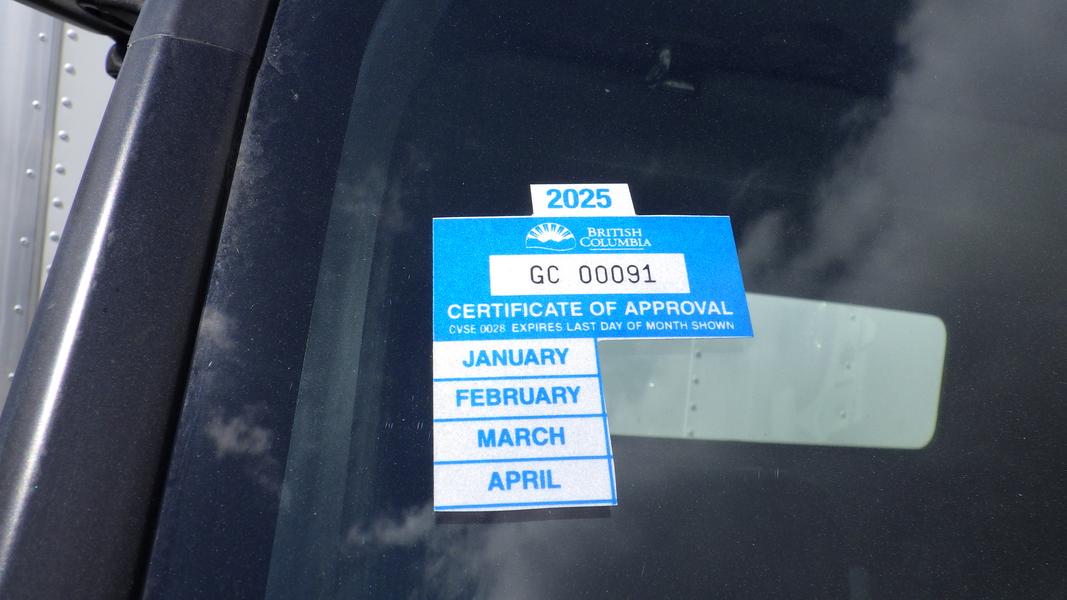 2025
BRITISH
COLUMBIA
GC 00091
CERTIFICATE OF APPROVAL
CVSE 0028 EXPIRES LAST DAY OF MONTH SHOWN
JANUARY
FEBRUARY
MARCH
APRIL